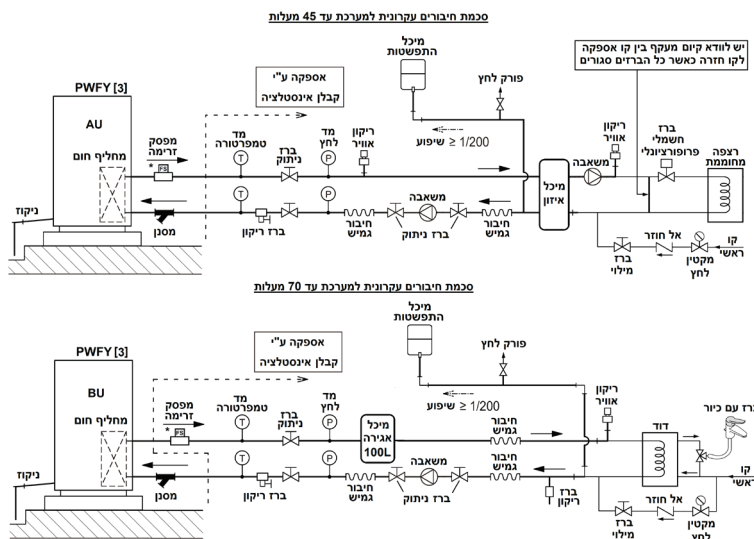 סכמת חיבורים עקרונית למערכת עד 45 מעלות
יש לוודא קיום מעקף בין קו אספקה
לקו חזרה כאשר כל הברזים סגורים
מיכל
התפשטות
אספקה ע"י
קבלן אינסטלציה
PWFY [3]
AU
מחליף חום
ניקוז
מפסק
זרימה
* FS
מסנן
מד
טמפרטורה
T
T
ברז
ניתוק
ברז ריקון
מד
לחץ
P
P
ריקון
אוויר
שיפוע ≥ 1/200
פורק לחץ
חיבור
גמיש
משאבה
ברז ניתוק
חיבור
גמיש
מיכל
איזון
משאבה
ריקון
אוויר
ברז
חשמלי
פרופורציונלי
רצפה
מחוממת
ברז
מילוי
אל חוזר
מקטין
לחץ
קו
ראשי
סכמת חיבורים עקרונית למערכת עד 70 מעלות
מיכל
התפשטות
אספקה ע"י
קבלן אינסטלציה
PWFY [3]
BU
מחליף חום
ניקוז
מפסק
זרימה
* FS
מסנן
מד
טמפרטורה
T
T
ברז
ניתוק
ברז ריקון
מד
לחץ
P
P
מיכל
אגירה
100L
שיפוע ≥ 1/200
פורק לחץ
חיבור
גמיש
חיבור
גמיש
משאבה
ברז ניתוק
חיבור
גמיש
ברז
ריקון
ריקון
אוויר
דוד
ברז עם כיור
ברז
מילוי
אל חוזר
מקטין
לחץ
קו
ראשי